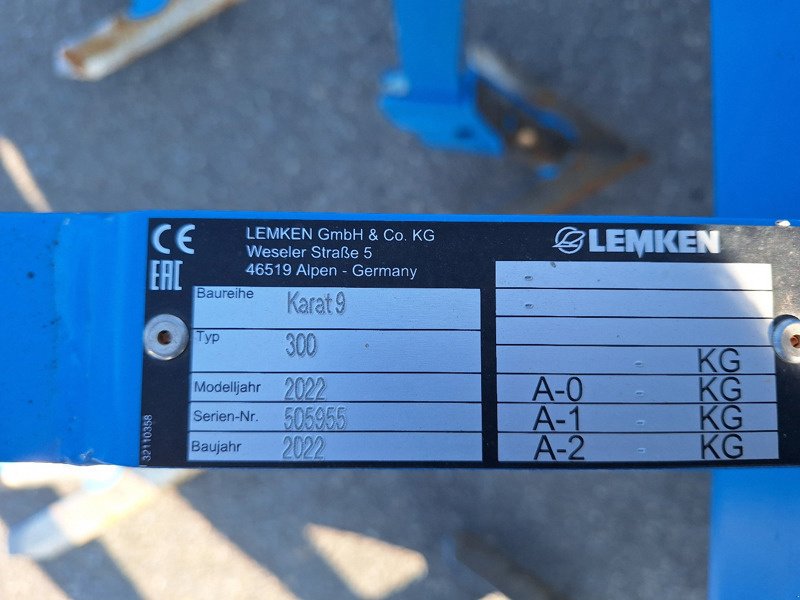 CE
EAC
LEMKEN GmbH & Co. KG
Weseler Straße 5
46519 Alpen - Germany
Baureihe Karat 9
Typ 300
Modelljahr 2022
Serien-Nr. 505955
Baujahr 2022
32110358
LEMKEN
-
-
- KG
A-0 - KG
A-1 - KG
A-2 - KG